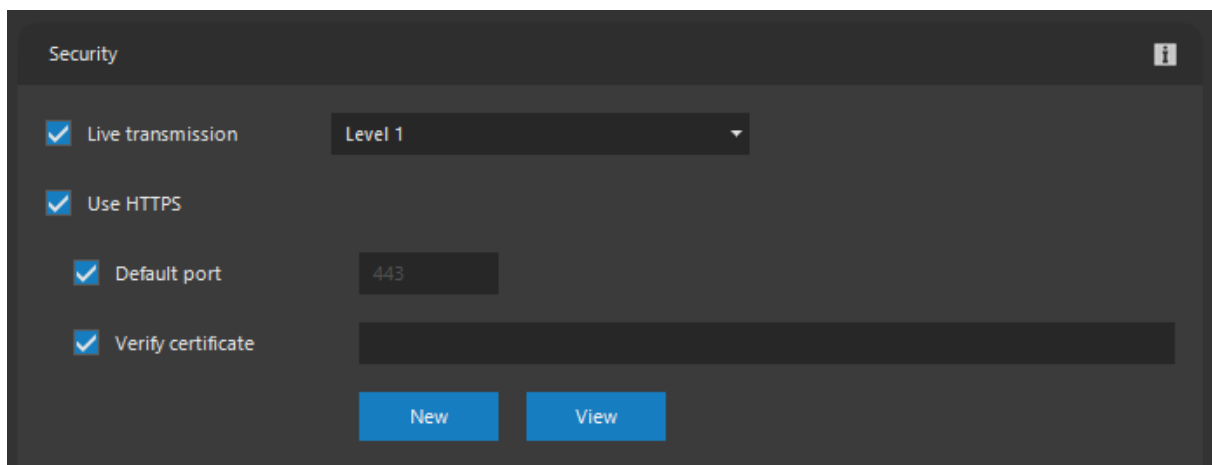 Security
Live transmission Level 1
Use HTTPS
Default port 443
Verify certificate
New View